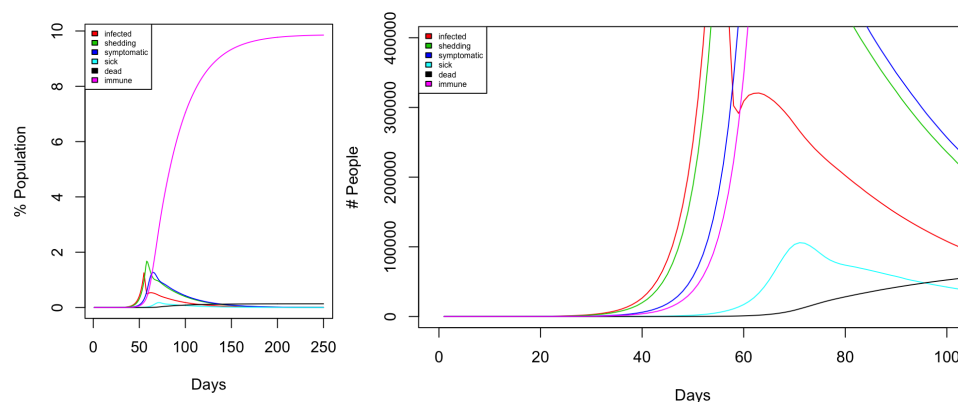 infected
shedding
symptomatic
sick
dead
immune
% Population
10
8
6
4
2
0
0 50 100 150 200 250
Days
infected
shedding
symptomatic
sick
dead
immune
# People
400000
300000
200000
100000
0
0 20 40 60 80 100
Days